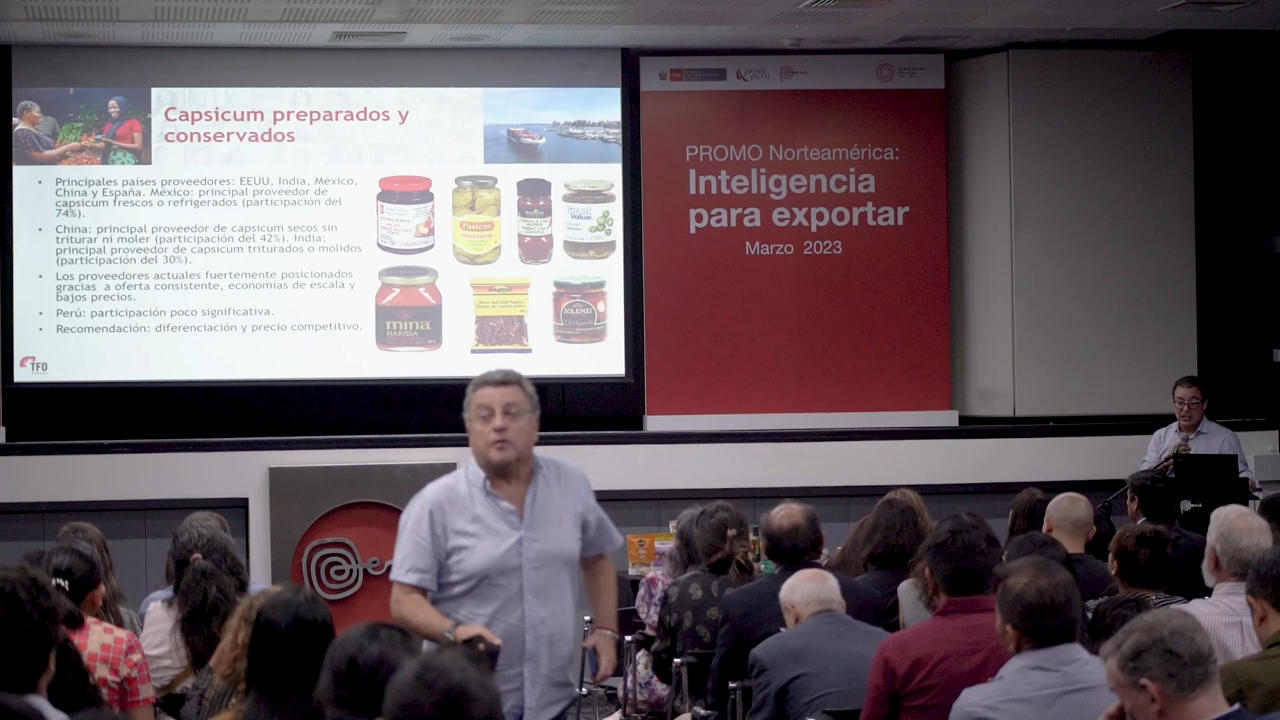 Capsicum preparados y
conservados
• Principales países proveedores: EEUU, India, México,
China y España. México: principal proveedor de
capsicum frescos o refrigerados (participación del
74%).
• China: principal proveedor de capsicum secos sin
triturar ni moler (participación del 42%). India:
principal proveedor de capsicum triturados o molidos
(participación del 30%).
• Los proveedores actuales fuertemente posicionados
gracias a oferta consistente, economías de escala y
bajos precios.
• Perú: participación poco significativa.
• Recomendación: diferenciación y precio competitivo.
Pastene
Great
Value
mina
HARISSA
SOLENZI
TFO
PROMO Norteamérica:
Inteligencia
para exportar
Marzo 2023